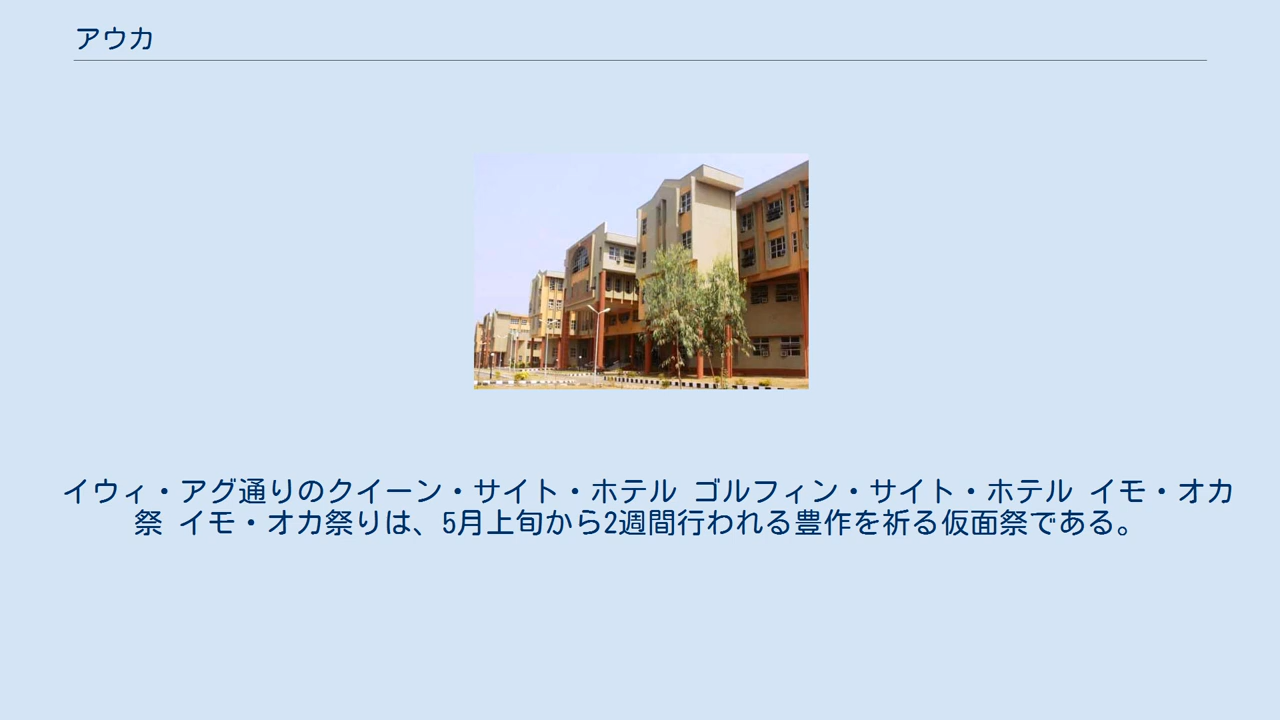 アウカ
イウィ・アグ通りのクイーン・サイト・ホテル ゴルフィン・サイト・ホテル イモ・オカ
祭 イモ・オカ祭りは、5月上旬から2週間行われる豊作を祈る仮面祭である。